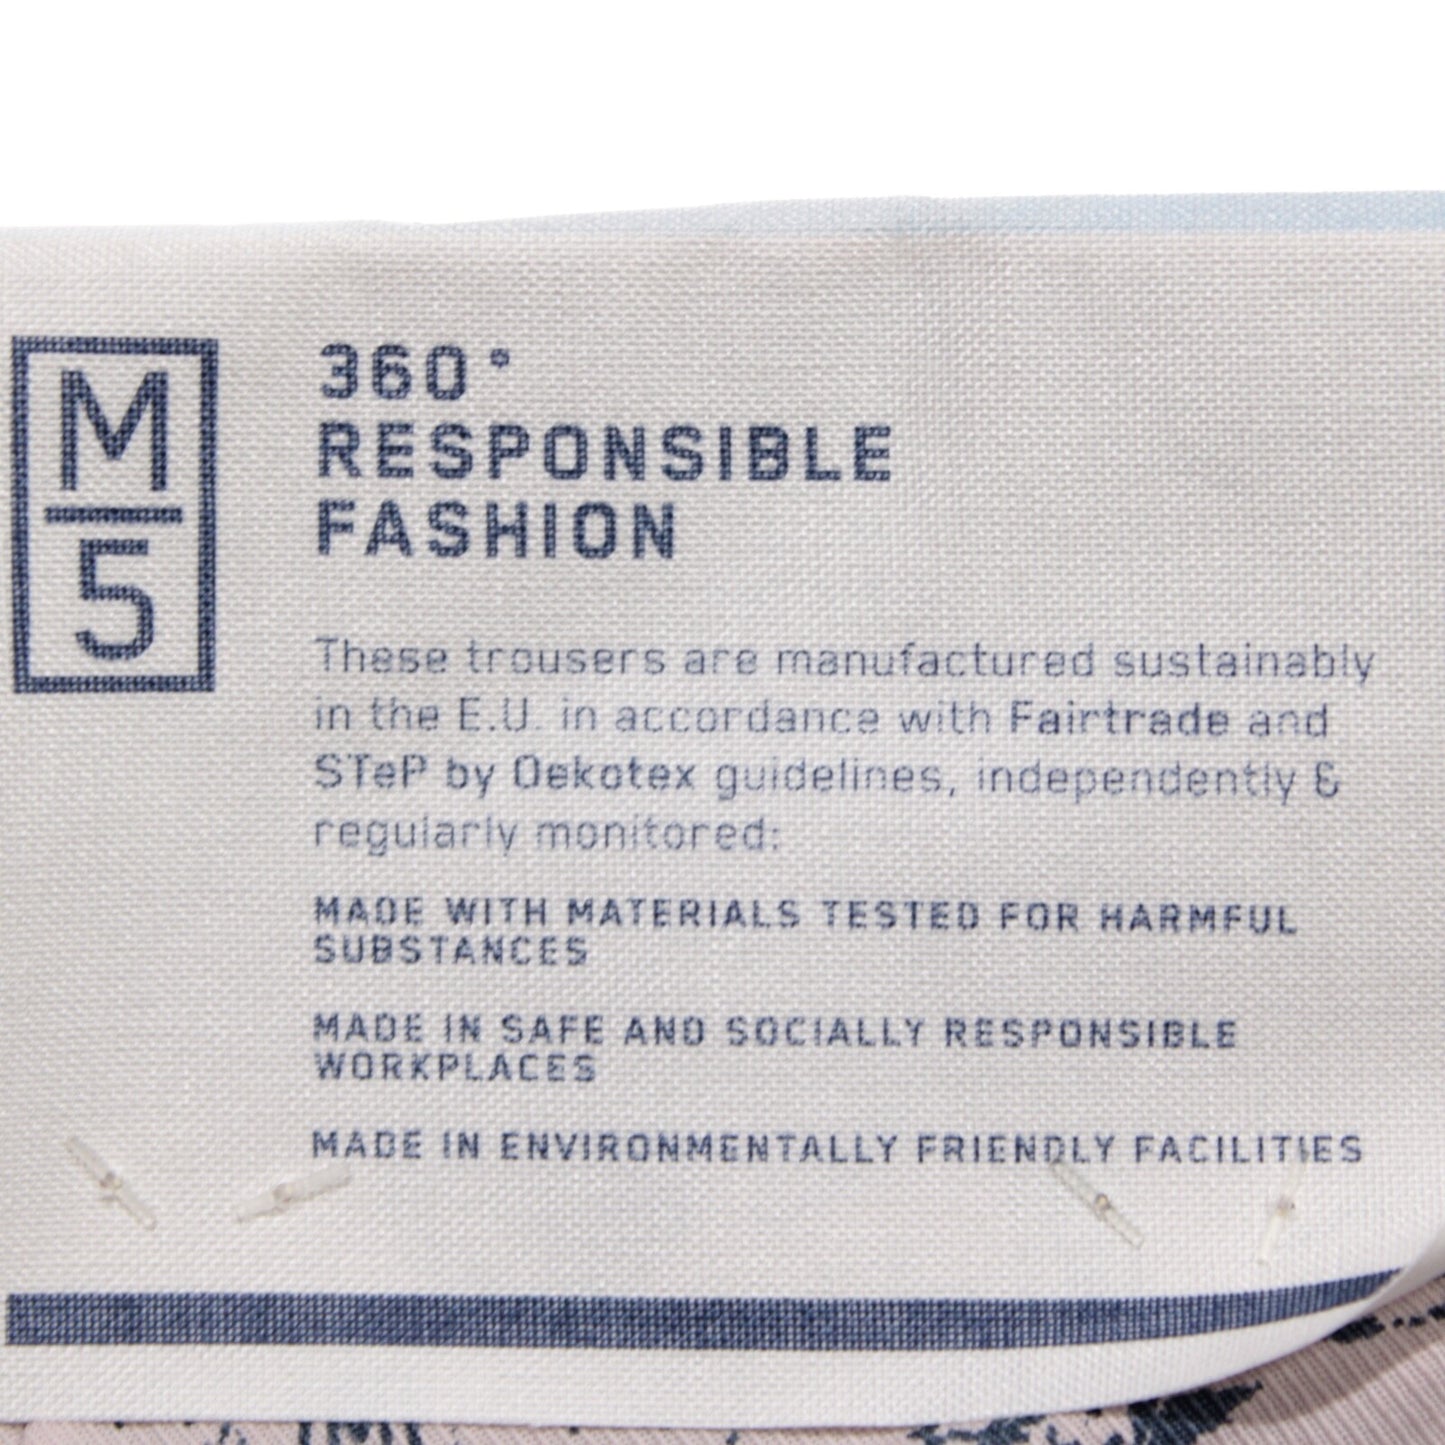 M
5
360°
RESPONSIBLE
FASHION
These trousers are manufactured sustainably
in the E.U. in accordance with Fairtrade and
STeP by Oekotex guidelines, independently &
regularly monitored:
MADE WITH MATERIALS TESTED FOR HARMFUL
SUBSTANCES
MADE IN SAFE AND SOCIALLY RESPONSIBLE
WORKPLACES
MADE IN ENVIRONMENTALLY FRIENDLY FACILITIES